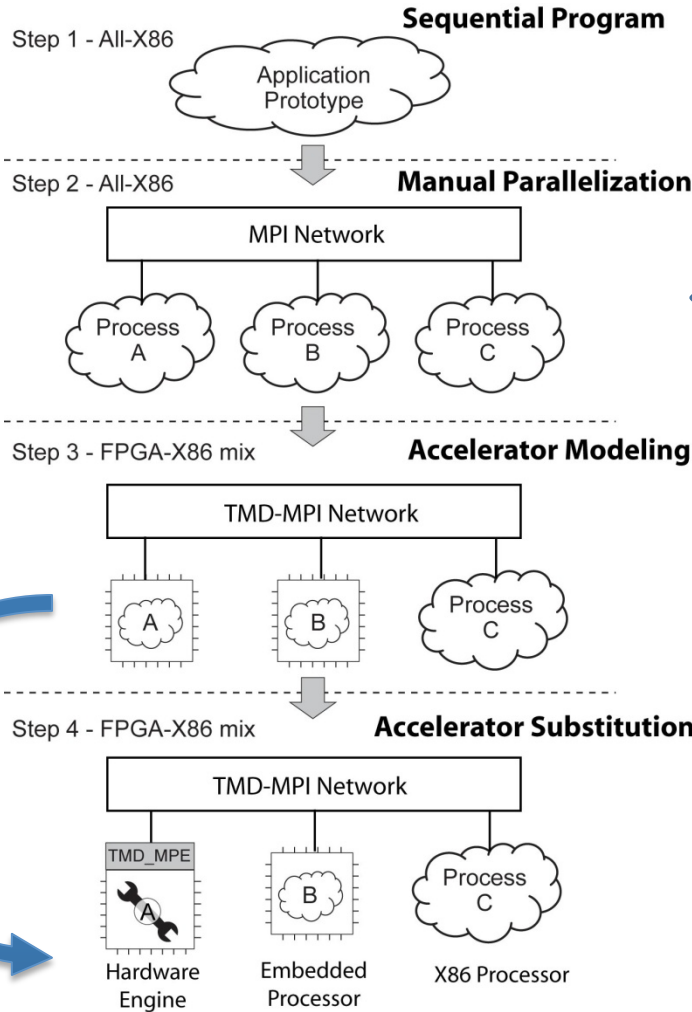 Step 1 - All-X86
Sequential Program
Application
Prototype
Step 2 - All-X86
Manual Parallelization
MPI Network
Process
A
Process
B
Process
C
Step 3 - FPGA-X86 mix
Accelerator Modeling
TMD-MPI Network
A
B
Process
C
Step 4 - FPGA-X86 mix
Accelerator Substitution
TMD-MPI Network
TMD_MPE
A
B
Process
C
Hardware
Engine
Embedded
Processor
X86 Processor